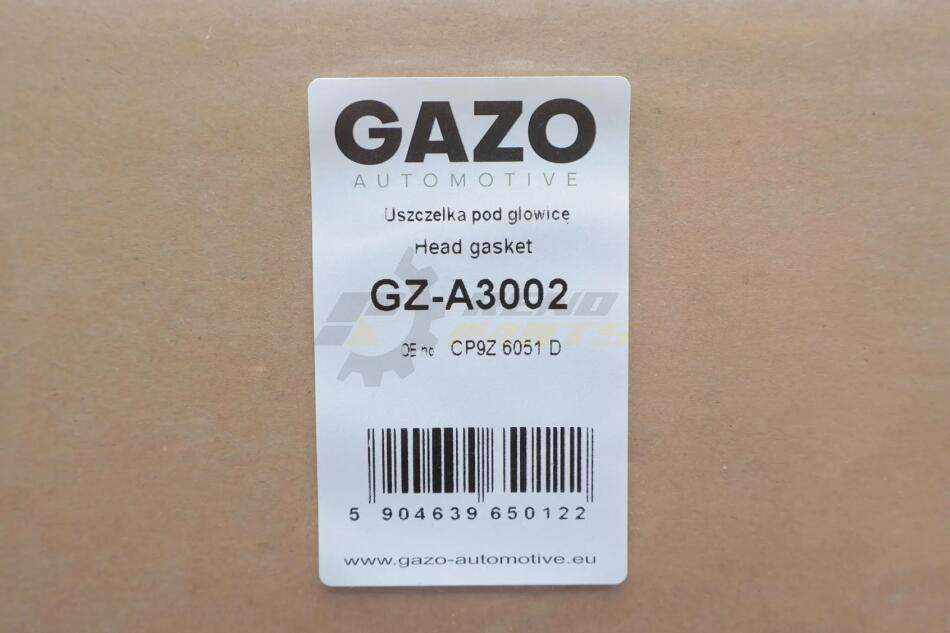 GAZO
AUTOMOTIVE
Uszczelka pod głowicę
Head gasket
GZ-A3002
OE no CP9Z 6051 D
5 904639 650122
www.gazo-automotive.eu